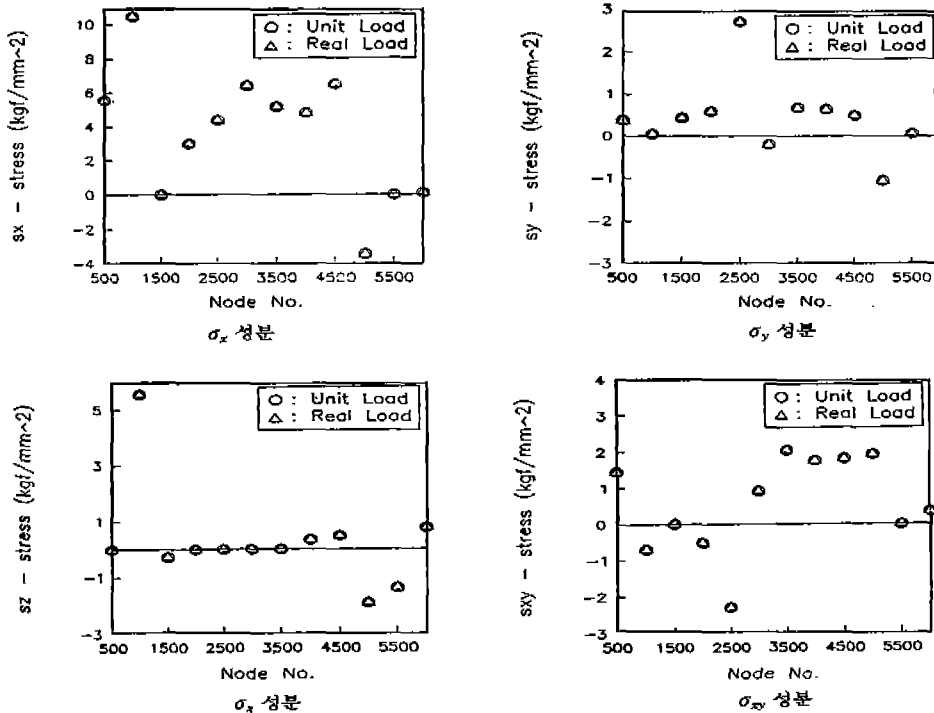 sx – stress (kgf/mm^2)
10
8
6
4
2
0
-2
-4
○ : Unit Load
△ : Real Load
500 1500 2500 3500 4500 5500
Node No.
σx 성분
sy – stress (kgf/mm^2)
3
2
1
0
-1
-2
-3
○ : Unit Load
△ : Real Load
500 1500 2500 3500 4500 5500
Node No.
σy 성분
sz – stress (kgf/mm^2)
5
3
1
-1
-3
○ : Unit Load
△ : Real Load
500 1500 2500 3500 4500 5500
Node No.
σz 성분
sxy – stress (kgf/mm^2)
4
3
2
1
0
-1
-2
-3
○ : Unit Load
△ : Real Load
500 1500 2500 3500 4500 5500
Node No.
σxy 성분